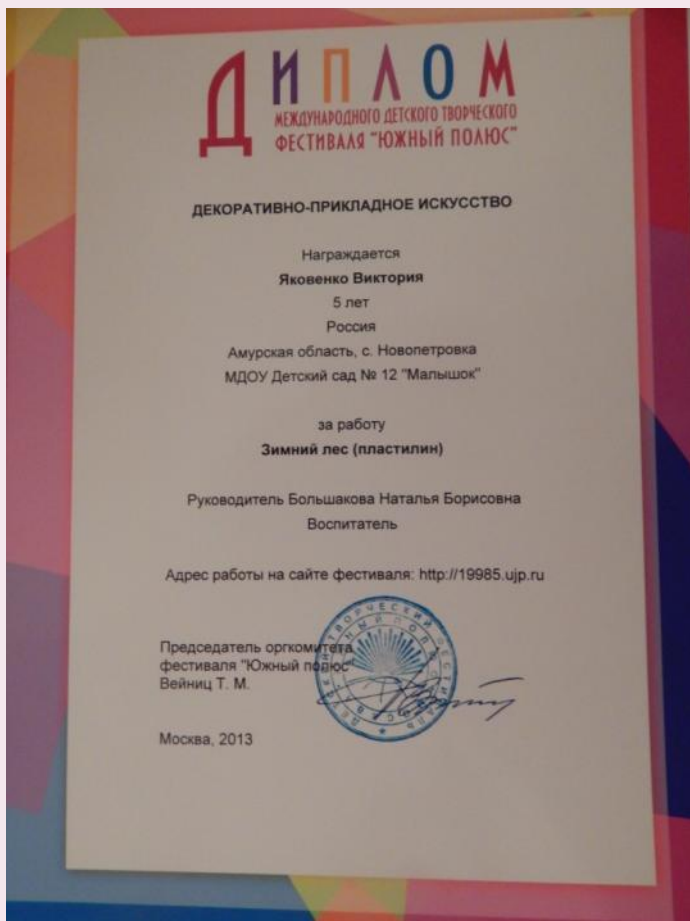 ДИПЛОМ
МЕЖДУНАРОДНОГО ДЕТСКОГО ТВОРЧЕСКОГО
ФЕСТИВАЛЯ "ЮЖНЫЙ ПОЛЮС"
ДЕКОРАТИВНО-ПРИКЛАДНОЕ ИСКУССТВО
Награждается
Яковенко Виктория
5 лет
Россия
Амурская область, с. Новопетровка
МДОУ Детский сад № 12 "Малышок"
за работу
Зимний лес (пластилин)
Руководитель Большакова Наталья Борисовна
Воспитатель
Адрес работы на сайте фестиваля: http://19985.ujp.ru
Председатель оргкомитета
фестиваля "Южный полюс"
Вейниц Т. М.
Москва, 2013